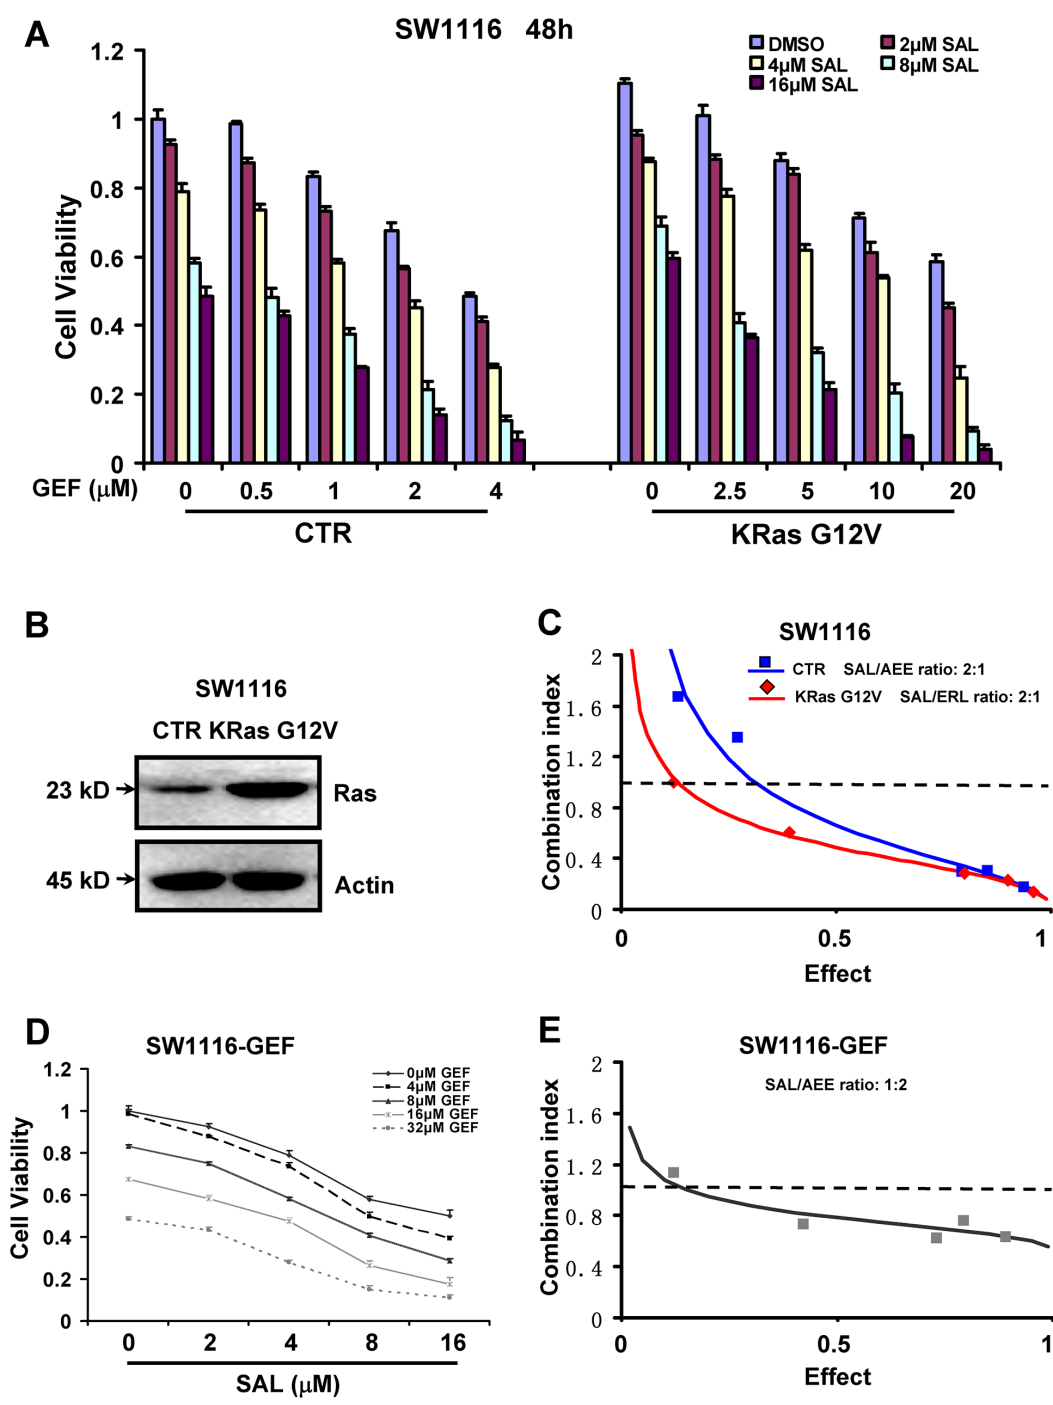 A
SW1116 48h
DMSO 2μM SAL
4μM SAL 8μM SAL
16μM SAL
1.2
1
0.8
0.6
0.4
0.2
0
Cell Viability
GEF (μM) 0 0.5 1 2 4 0 2.5 5 10 20
CTR KRas G12V
B
SW1116
CTR KRas G12V
23 kD Ras
45 kD Actin
C
SW1116
CTR SAL/AEE ratio: 2:1
KRas G12V SAL/ERL ratio: 2:1
2
1.6
1.2
0.8
0.4
0
Combination index
0 0.5 1
Effect
D
SW1116-GEF
0μM GEF
4μM GEF
8μM GEF
16μM GEF
32μM GEF
1.2
1
0.8
0.6
0.4
0.2
0
Cell Viability
0 2 4 8 16
SAL (μM)
E
SW1116-GEF
SAL/AEE ratio: 1:2
2
1.6
1.2
0.8
0.4
0
Combination index
0 0.5 1
Effect